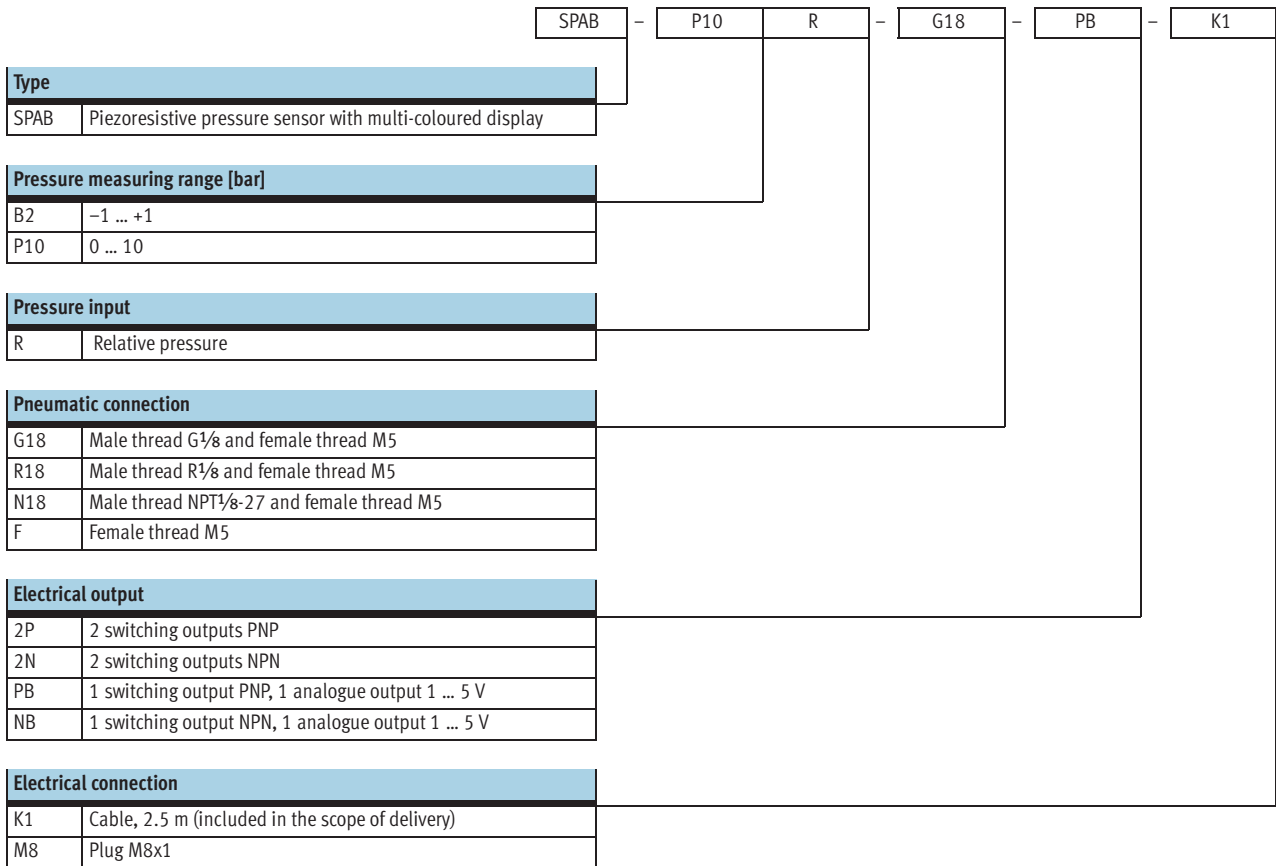 SPAB – P10 R – G18 – PB – K1
Type
SPAB Piezoresistive pressure sensor with multi-coloured display
Pressure measuring range [bar]
B2 –1 ... +1
P10 0 ... 10
Pressure input
R Relative pressure
Pneumatic connection
G18 Male thread G⅛ and female thread M5
R18 Male thread R⅛ and female thread M5
N18 Male thread NPT⅛-27 and female thread M5
F Female thread M5
Electrical output
2P 2 switching outputs PNP
2N 2 switching outputs NPN
PB 1 switching output PNP, 1 analogue output 1 ... 5 V
NB 1 switching output NPN, 1 analogue output 1 ... 5 V
Electrical connection
K1 Cable, 2.5 m (included in the scope of delivery)
M8 Plug M8x1